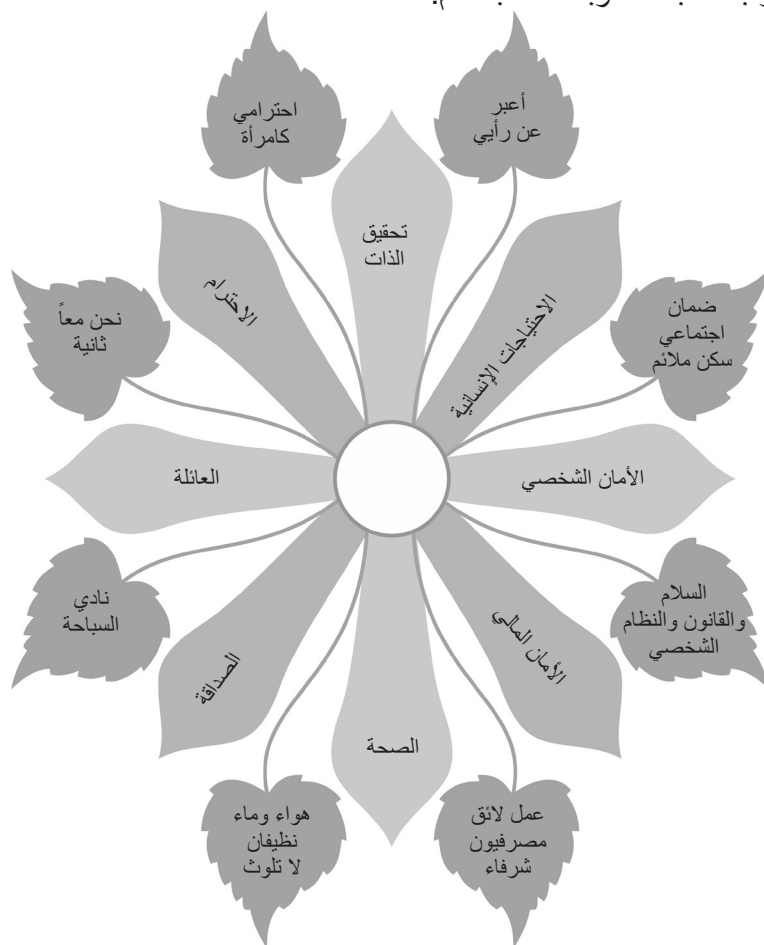 أعبر
عن رأيي
احترامي
كامرأة
تحقيق
الذات
الاحتياجات الإنسانية
الاحترام
ضمان
اجتماعي
سكن ملائم
نحن معاً
ثانية
الأمان الشخصي
العائلة
السلام
والقانون والنظام
الشخصي
نادي
السباحة
الأمان المالي
الصداقة
الصحة
عمل لائق
مصرفيون
شرفاء
هواء وماء
نظيفان
لا تلوث